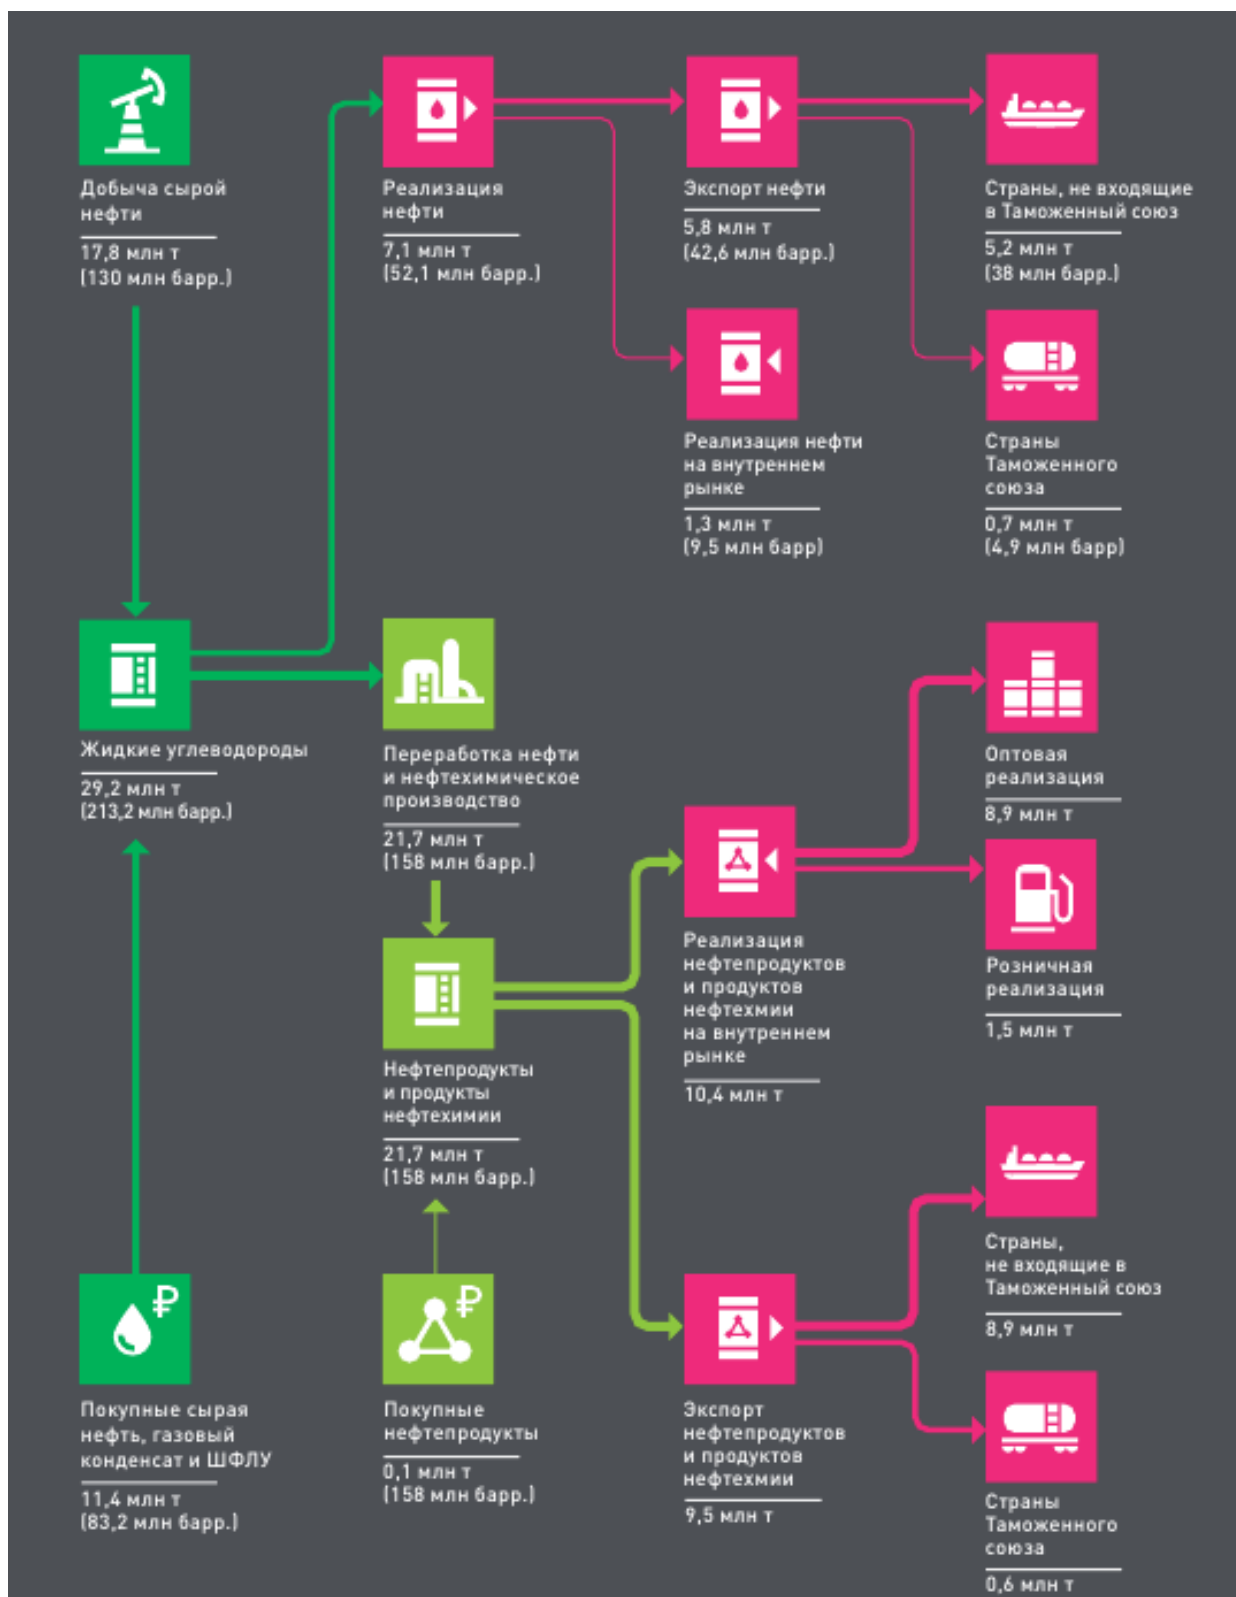 Добыча сырой
нефти
17,8 млн т
(130 млн барр.)
Реализация
нефти
7,1 млн т
(52,1 млн барр.)
Экспорт нефти
5,8 млн т
(42,6 млн барр.)
Страны, не входящие
в Таможенный союз
5,2 млн т
(38 млн барр.)
Реализация нефти
на внутреннем
рынке
1,3 млн т
(9,5 млн барр)
Страны
Таможенного
союза
0,7 млн т
(4,9 млн барр)
Жидкие углеводороды
29,2 млн т
(213,2 млн барр.)
Переработка нефти
и нефтехимическое
производство
21,7 млн т
(158 млн барр.)
Оптовая
реализация
8,9 млн т
Реализация
нефтепродуктов
и продуктов
нефтехмии
на внутреннем
рынке
10,4 млн т
Розничная
реализация
1,5 млн т
Нефтепродукты
и продукты
нефтехимии
21,7 млн т
(158 млн барр.)
Страны,
не входящие в
Таможенный союз
8,9 млн т
₽
Покупные сырая
нефть, газовый
конденсат и ШФЛУ
11,4 млн т
(83,2 млн барр.)
₽
Покупные
нефтепродукты
0,1 млн т
(158 млн барр.)
Экспорт
нефтепродуктов
и продуктов
нефтехмии
9,5 млн т
Страны
Таможенного
союза
0,6 млн т